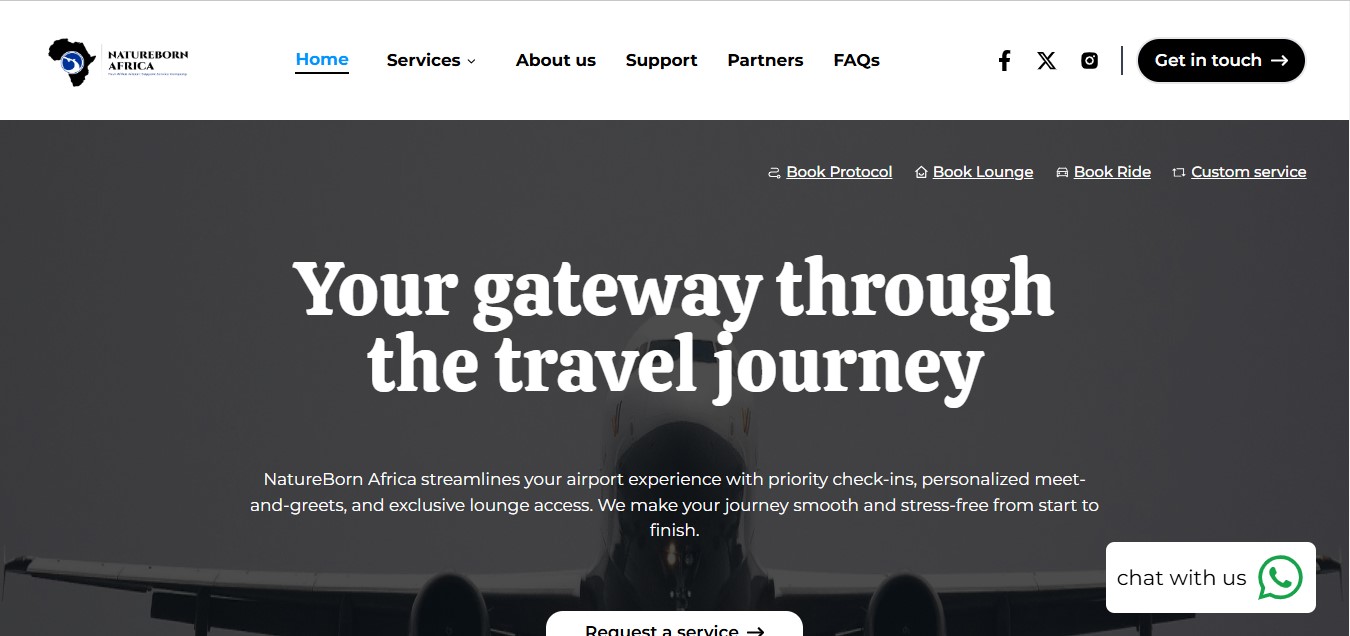 NATUREBORN
AFRICA
Home
Services
About us
Support
Partners
FAQs
Get in touch
Book Protocol
Book Lounge
Book Ride
Custom service
Your gateway through
the travel journey
NatureBorn Africa streamlines your airport experience with priority check-ins, personalized meet-
and-greets, and exclusive lounge access. We make your journey smooth and stress-free from start to
finish.
chat with us
Request a service